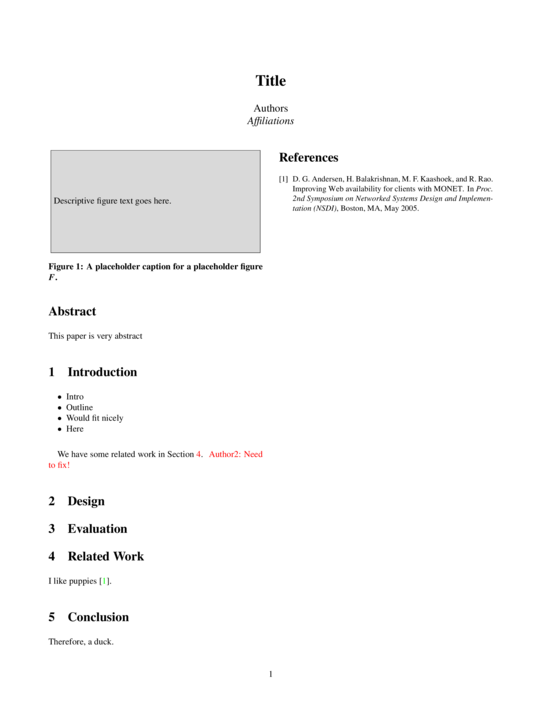 Title
Authors
Affiliations
Descriptive figure text goes here.
Figure 1: A placeholder caption for a placeholder figure
F.
Abstract
This paper is very abstract
1 Introduction
• Intro
• Outline
• Would fit nicely
• Here
We have some related work in Section 4. Author2: Need
to fix!
2 Design
3 Evaluation
4 Related Work
I like puppies [1].
5 Conclusion
Therefore, a duck.
References
[1] D. G. Andersen, H. Balakrishnan, M. F. Kaashoek, and R. Rao.
Improving Web availability for clients with MONET. In Proc.
2nd Symposium on Networked Systems Design and Implemen-
tation (NSDI), Boston, MA, May 2005.
1